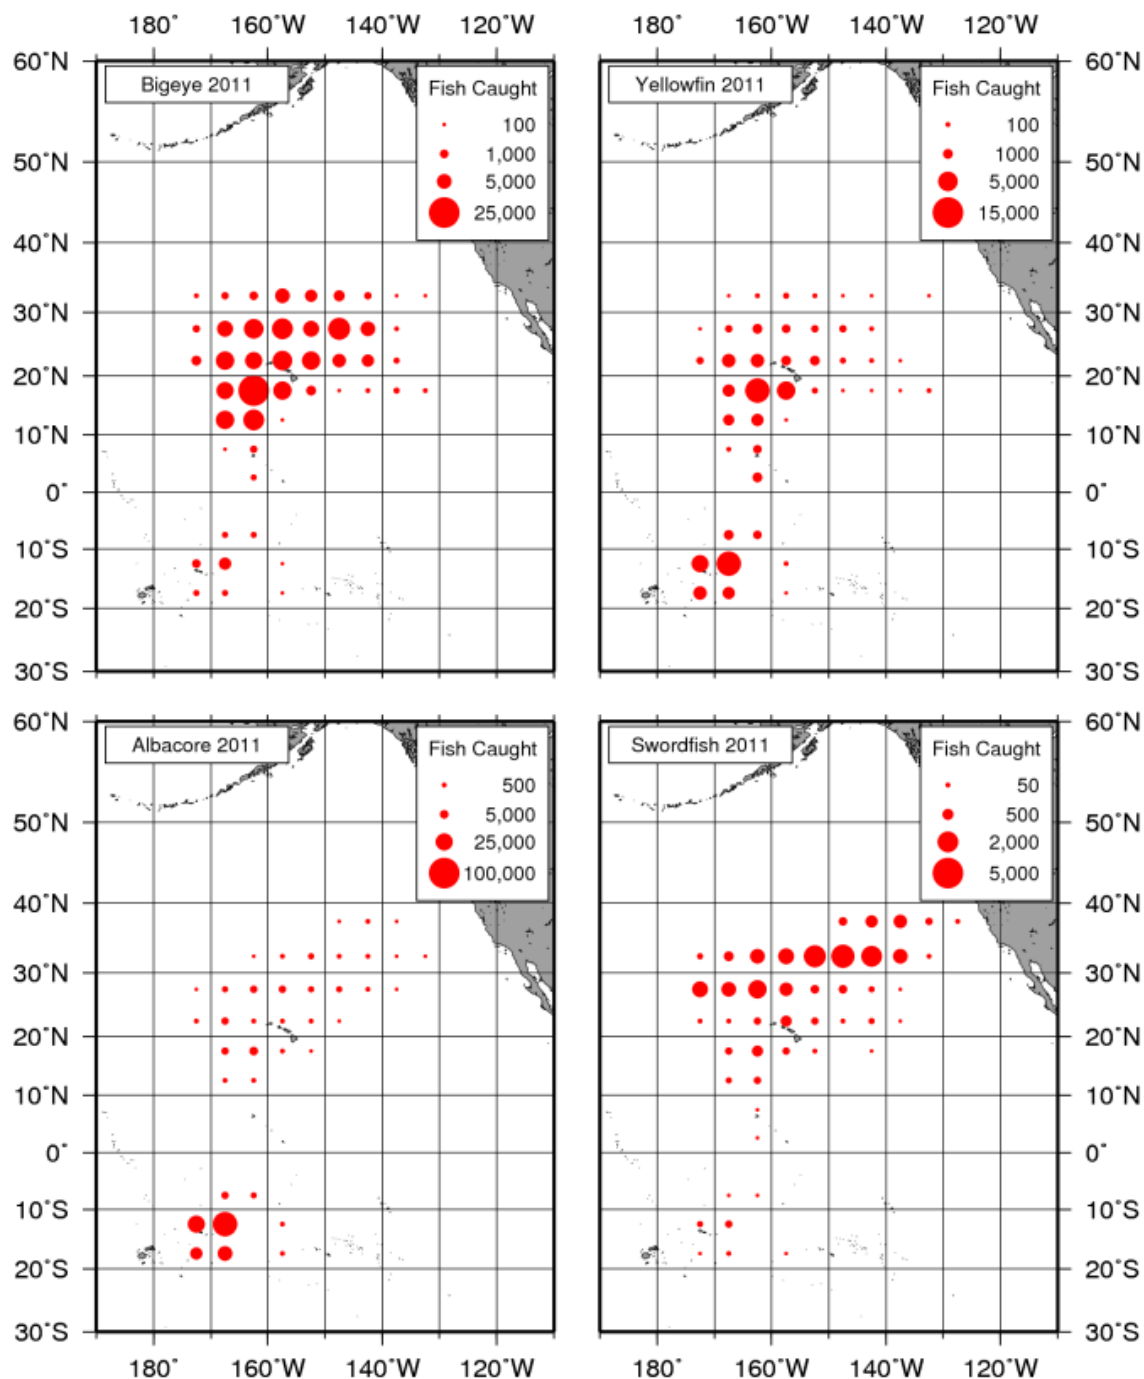 180˚ 160˚W 140˚W 120˚W 180˚ 160˚W 140˚W 120˚W
60˚N 60˚N
Bigeye 2011 Fish Caught Yellowfin 2011 Fish Caught
100 100
1,000 1000
50˚N 50˚N
5,000 5,000
25,000 15,000
40˚N 40˚N
30˚N 30˚N
20˚N 20˚N
10˚N 10˚N
0˚ 0˚
10˚S 10˚S
20˚S 20˚S
30˚S 30˚S
60˚N 60˚N
Albacore 2011 Fish Caught Swordfish 2011 Fish Caught
500 50
5,000 500
50˚N 50˚N
25,000 2,000
100,000 5,000
40˚N 40˚N
30˚N 30˚N
20˚N 20˚N
10˚N 10˚N
0˚ 0˚
10˚S 10˚S
20˚S 20˚S
30˚S 30˚S
180˚ 160˚W 140˚W 120˚W 180˚ 160˚W 140˚W 120˚W